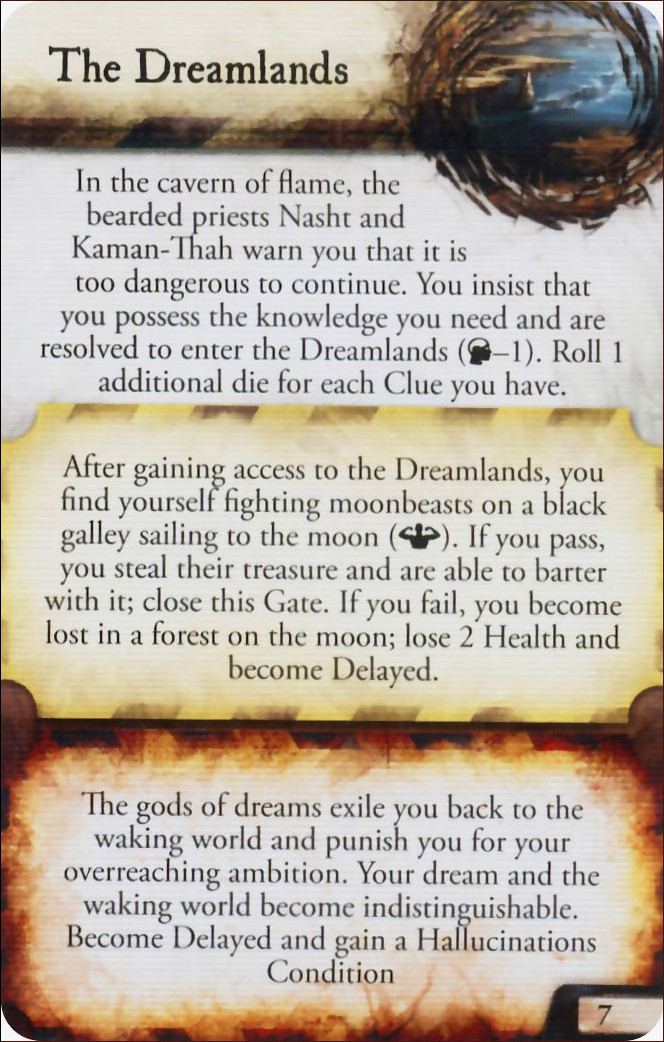 The Dreamlands
In the cavern of flame, the
bearded priests Nasht and
Kaman-Thah warn you that it is
too dangerous to continue. You insist that
you possess the knowledge you need and are
resolved to enter the Dreamlands ( –1). Roll 1
additional die for each Clue you have.
After gaining access to the Dreamlands, you
find yourself fighting moonbeasts on a black
galley sailing to the moon ( ). If you pass,
you steal their treasure and are able to barter
with it; close this Gate. If you fail, you become
lost in a forest on the moon; lose 2 Health and
become Delayed.
The gods of dreams exile you back to the
waking world and punish you for your
overreaching ambition. Your dream and the
waking world become indistinguishable.
Become Delayed and gain a Hallucinations
Condition
7